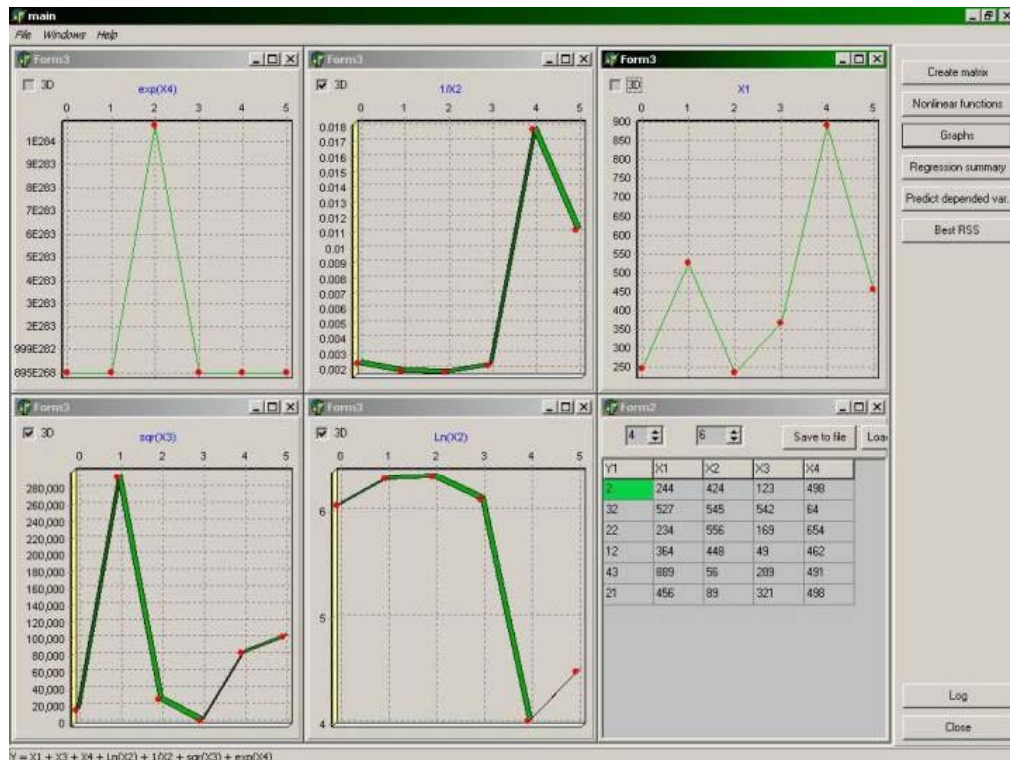 main
File Windows Help
Form3
3D
exp(X4)
0 1 2 3 4 5
1E284
9E283
8E283
7E283
6E283
5E283
4E283
3E283
2E283
999E282
895E268
Form3
3D
1/X2
0 1 2 3 4 5
0.018
0.017
0.016
0.015
0.014
0.013
0.012
0.011
0.01
0.009
0.008
0.007
0.006
0.005
0.004
0.003
0.002
Form3
3D
X1
0 1 2 3 4 5
900
850
800
750
700
650
600
550
500
450
400
350
300
250
Create matrix
Nonlinear functions
Graphs
Regression summary
Predict depended var.
Best RSS
Form3
3D
sqr(X3)
0 1 2 3 4 5
280,000
260,000
240,000
220,000
200,000
180,000
160,000
140,000
120,000
100,000
80,000
60,000
40,000
20,000
0
Form3
3D
Ln(X2)
0 1 2 3 4 5
6
5
4
Form2
4 6 Save to file Loa
Y1 X1 X2 X3 X4
2 244 424 123 498
32 527 545 542 64
22 234 556 169 654
12 364 448 49 462
43 889 56 289 491
21 456 89 321 498
Log
Close
Y = X1 + X3 + X4 + Ln(X2) + 1/X2 + sqr(X3) + exp(X4)